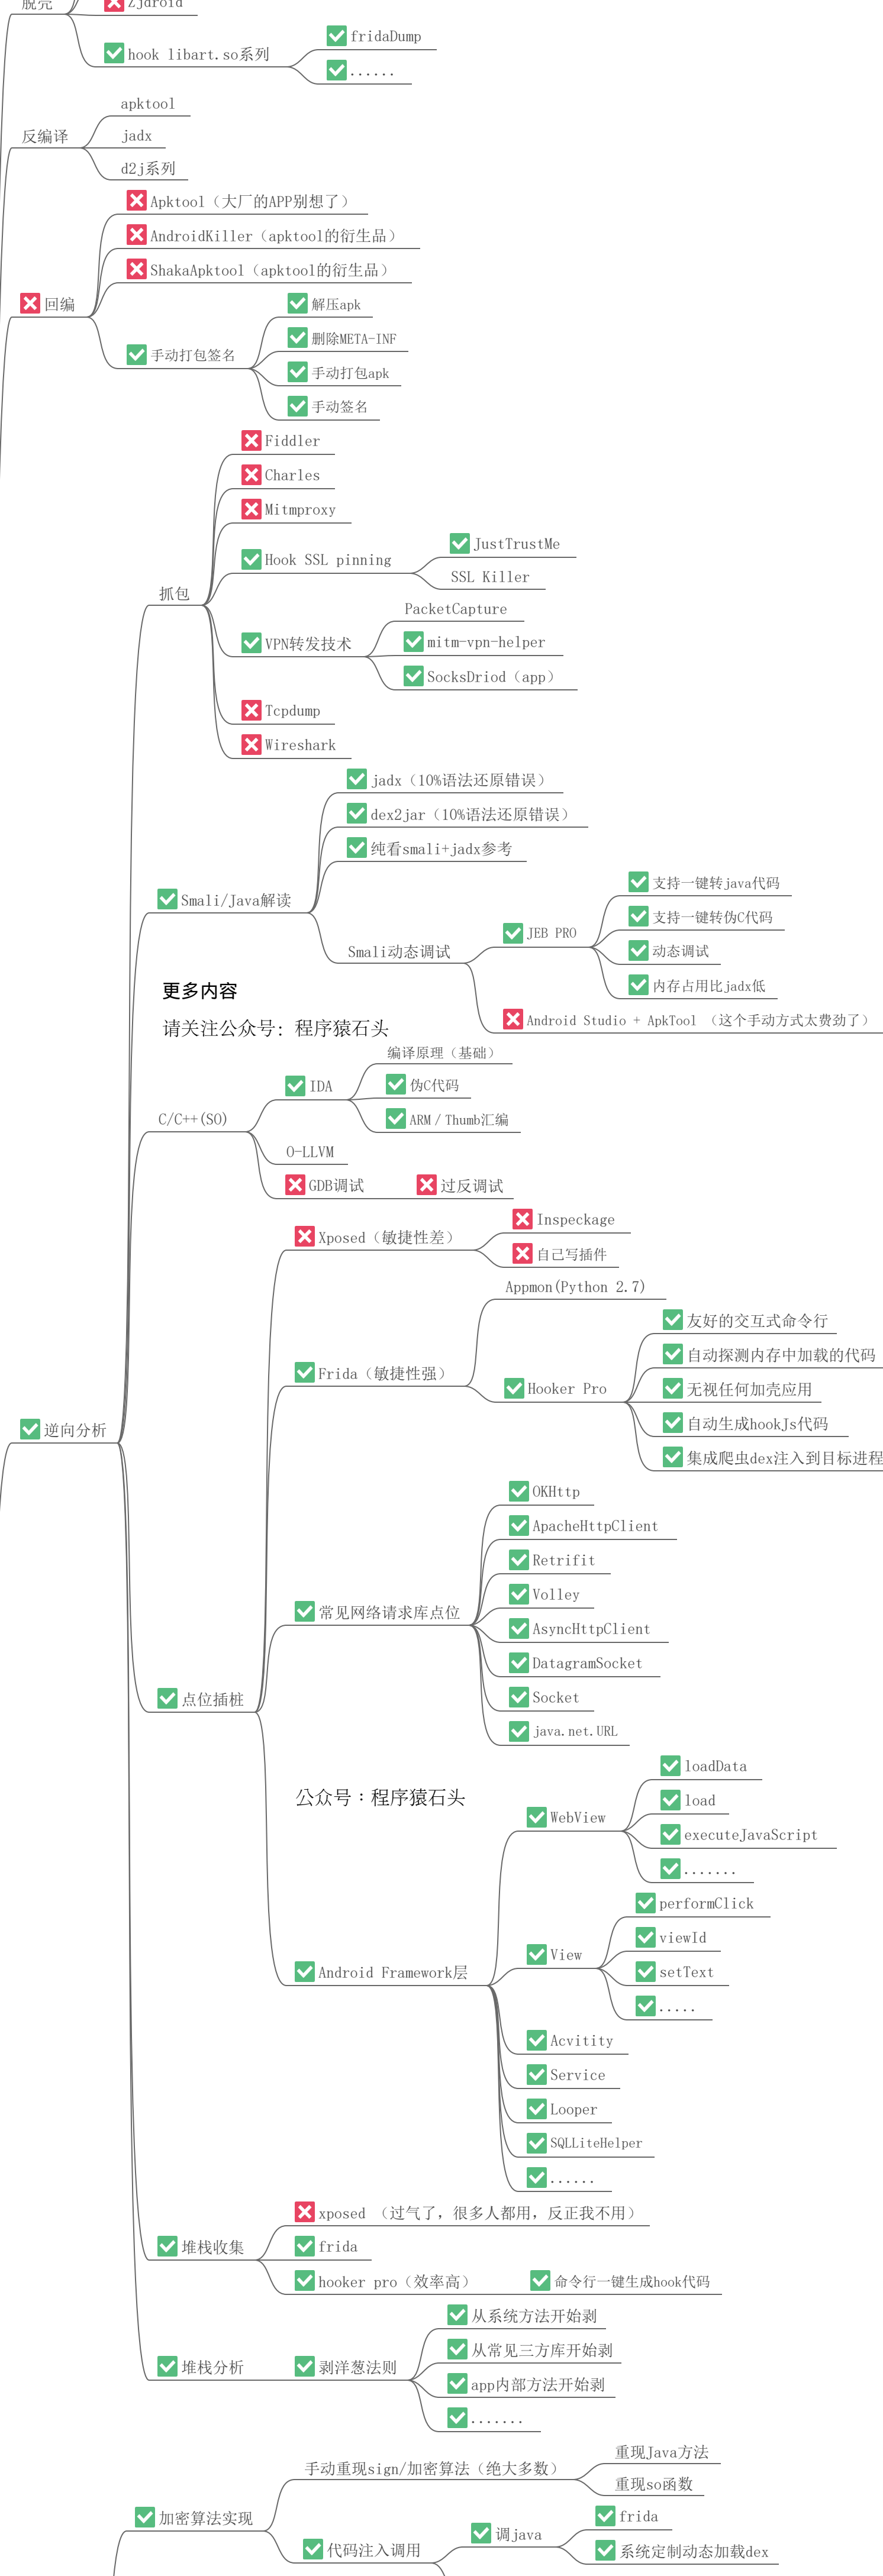 脱壳
Zjdroid
hook libart.so系列
fridaDump
......
反编译
apktool
jadx
d2j系列
回编
Apktool（大厂的APP别想了）
AndroidKiller（apktool的衍生品）
ShakaApktool（apktool的衍生品）
手动打包签名
解压apk
删除META-INF
手动打包apk
手动签名
逆向分析
抓包
Fiddler
Charles
Mitmproxy
Hook SSL pinning
JustTrustMe
SSL Killer
VPN转发技术
PacketCapture
mitm-vpn-helper
SocksDriod（app）
Tcpdump
Wireshark
Smali/Java解读
jadx（10%语法还原错误）
dex2jar（10%语法还原错误）
纯看smali+jadx参考
Smali动态调试
JEB PRO
支持一键转java代码
支持一键转伪C代码
动态调试
内存占用比jadx低
Android Studio + ApkTool （这个手动方式太费劲了）
更多内容
请关注公众号：程序猿石头
C/C++(SO)
IDA
编译原理（基础）
伪C代码
ARM / Thumb汇编
O-LLVM
GDB调试
过反调试
点位插桩
Xposed（敏捷性差）
Inspeckage
自己写插件
Frida（敏捷性强）
Appmon(Python 2.7)
Hooker Pro
友好的交互式命令行
自动探测内存中加载的代码
无视任何加壳应用
自动生成hookJs代码
集成爬虫dex注入到目标进程
常见网络请求库点位
OKHttp
ApacheHttpClient
Retrifit
Volley
AsyncHttpClient
DatagramSocket
Socket
java.net.URL
公众号：程序猿石头
Android Framework层
WebView
loadData
load
executeJavaScript
.......
View
performClick
viewId
setText
.....
Acvitity
Service
Looper
SQLLiteHelper
......
堆栈收集
xposed （过气了，很多人都用，反正我不用）
frida
hooker pro（效率高）
命令行一键生成hook代码
堆栈分析
剥洋葱法则
从系统方法开始剥
从常见三方库开始剥
app内部方法开始剥
.......
加密算法实现
手动重现sign/加密算法（绝大多数）
重现Java方法
重现so函数
代码注入调用
调java
frida
系统定制动态加载dex